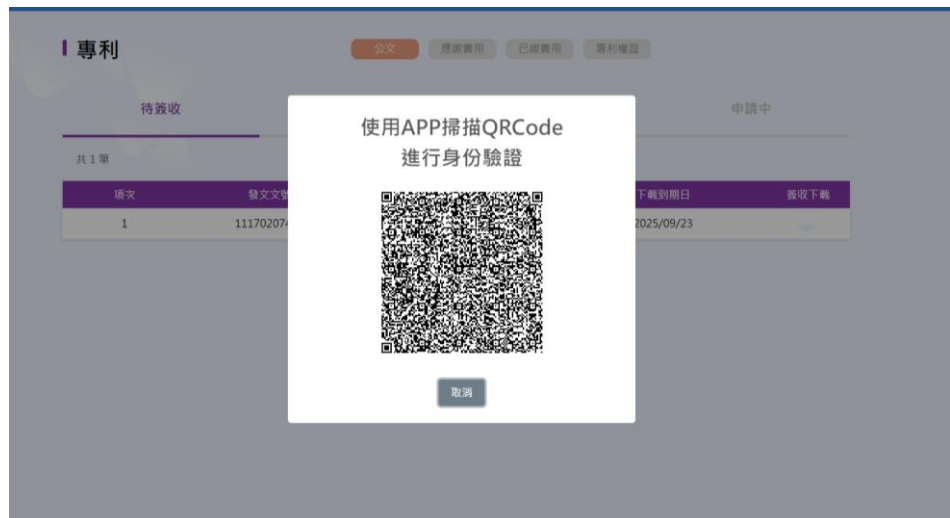 專利
公文 應繳費用 已繳費用 專利權證
待簽收 申請中
使用APP掃描QRCode
進行身份驗證
共 1 筆
項次 發文文號 下載到期日 簽收下載
1 111702074 2025/09/23
取消